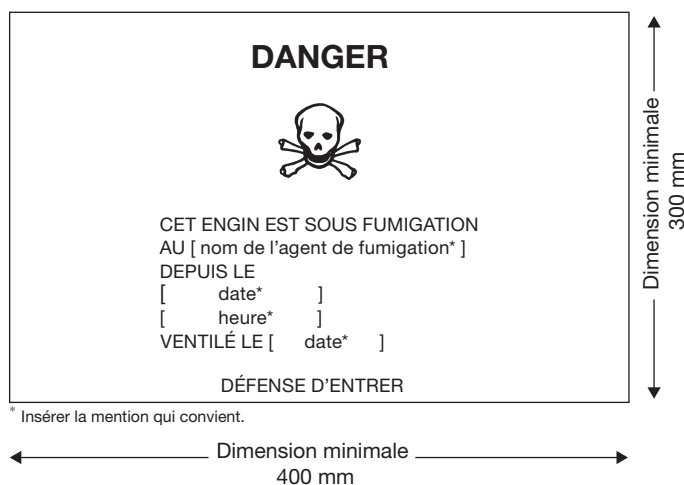 DANGER
CET ENGIN EST SOUS FUMIGATION
AU [ nom de l'agent de fumigation* ]
DEPUIS LE
[ date* ]
[ heure* ]
VENTILÉ LE [ date* ]
DÉFENSE D'ENTRER
* Insérer la mention qui convient.
Dimension minimale
400 mm
Dimension minimale
300 mm